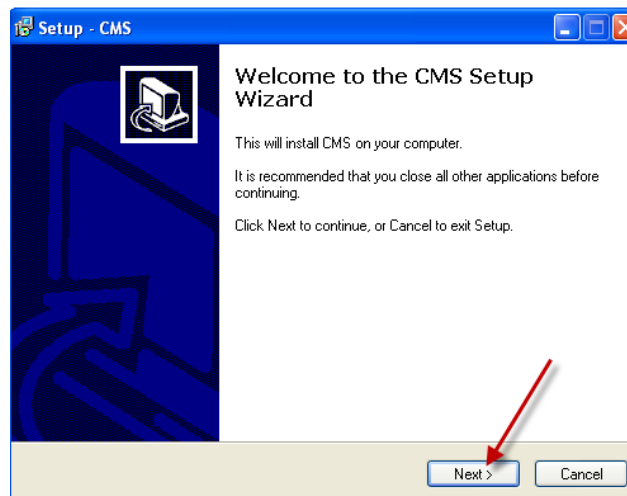 Setup - CMS
Welcome to the CMS Setup
Wizard
This will install CMS on your computer.
It is recommended that you close all other applications before
continuing.
Click Next to continue, or Cancel to exit Setup.
Next >
Cancel